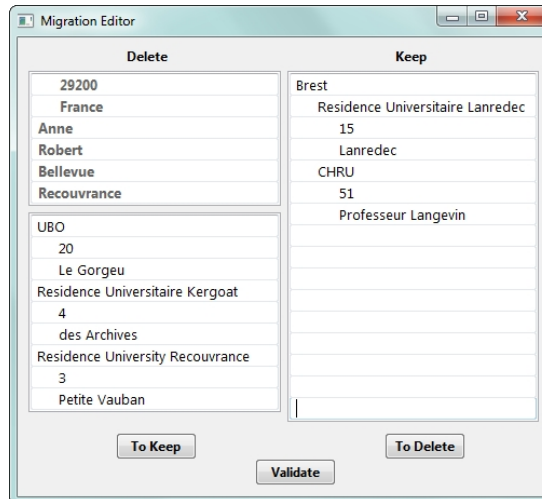 Migration Editor
Delete
29200
France
Anne
Robert
Bellevue
Recouvrance
UBO
20
Le Gorgeu
Residence Universitaire Kergoat
4
des Archives
Residence University Recouvrance
3
Petite Vauban
Keep
Brest
Residence Universitaire Lanredec
15
Lanredec
CHRU
51
Professeur Langevin
To Keep
To Delete
Validate